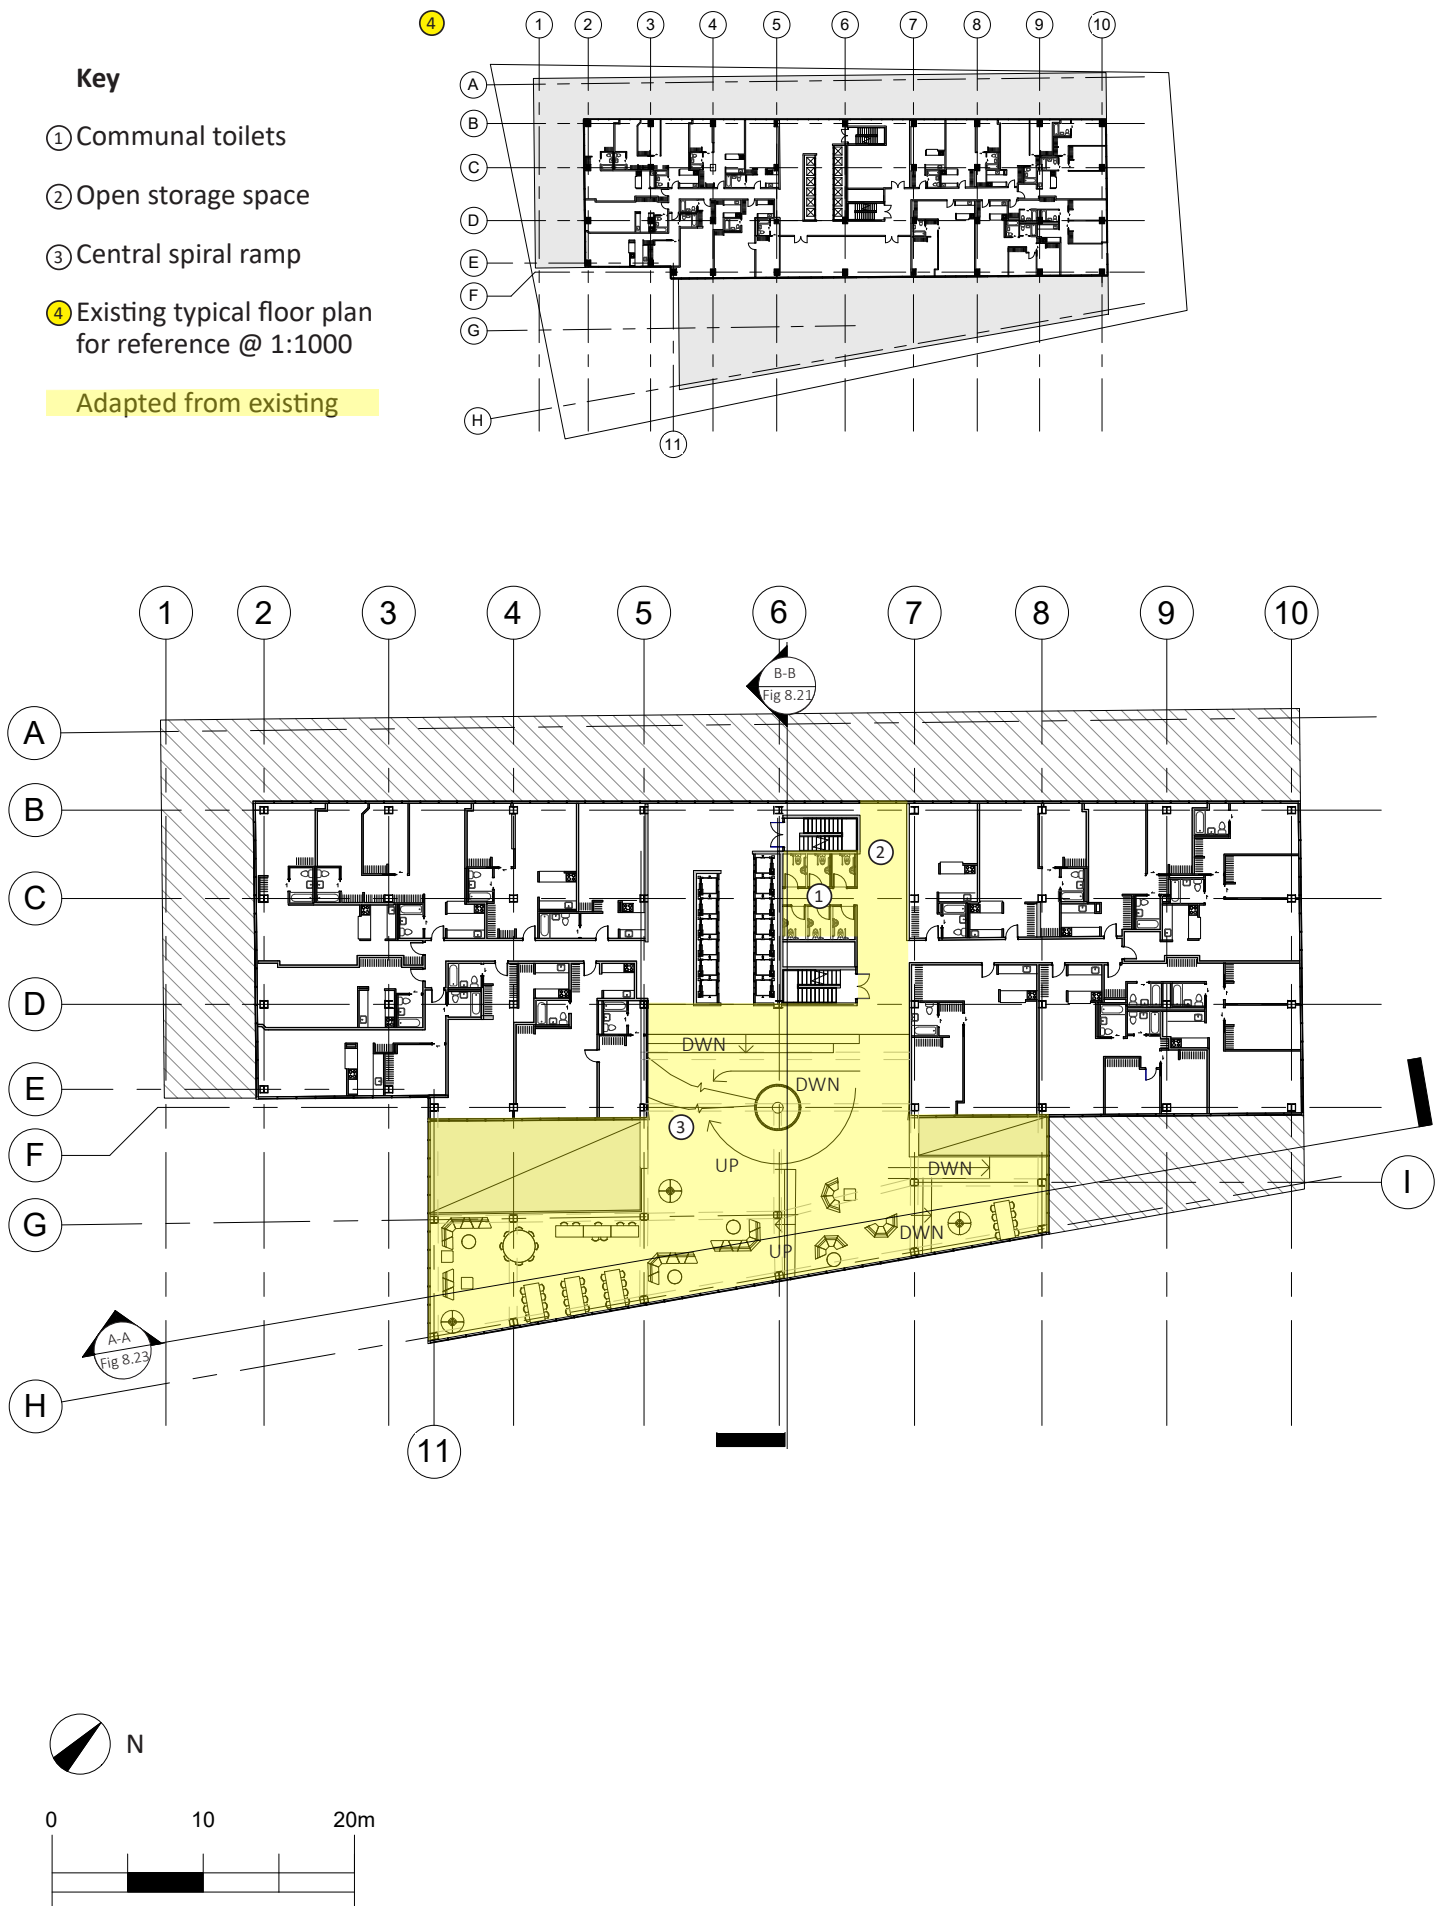 4
1 2 3 4 5 6 7 8 9 10
Key
A
1 Communal toilets
B
C
2 Open storage space
D
3 Central spiral ramp
E
F
4 Existing typical floor plan
for reference @ 1:1000
G
Adapted from existing
H
11
1 2 3 4 5 6 7 8 9 10
B-B
Fig 8.21
A
B
2
C
1
D
DWN
DWN
E
3
F
UP
DWN
I
G
DWN
UP
A-A
Fig 8.23
H
11
N
0 10 20m